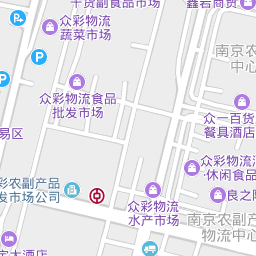 干货副食品市场
鑫岩商贸
众彩物流
蔬菜市场
南京农
中心
众彩物流食品
批发市场
众一百货
餐具酒店
易区
众彩物流
·休闲食品
彩农副产品
发市场公司
良之隆
众彩物流
水产市场
南京农副产
物流中心
大酒店